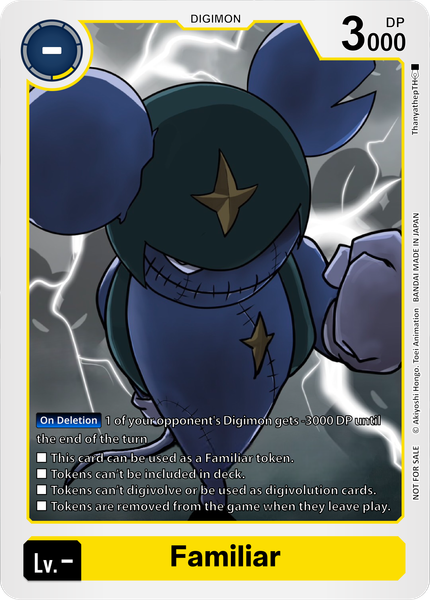 DIGIMON
–
DP
3000
ThanyathepTH
© Akiyoshi Hongo. Toei Animation BANDAI MADE IN JAPAN
NOT FOR SALE
On Deletion 1 of your opponent's Digimon gets -3000 DP until
the end of the turn
■ This card can be used as a Familiar token.
■ Tokens can't be included in deck.
■ Tokens can't digivolve or be used as digivolution cards.
■ Tokens are removed from the game when they leave play.
Lv.–
Familiar